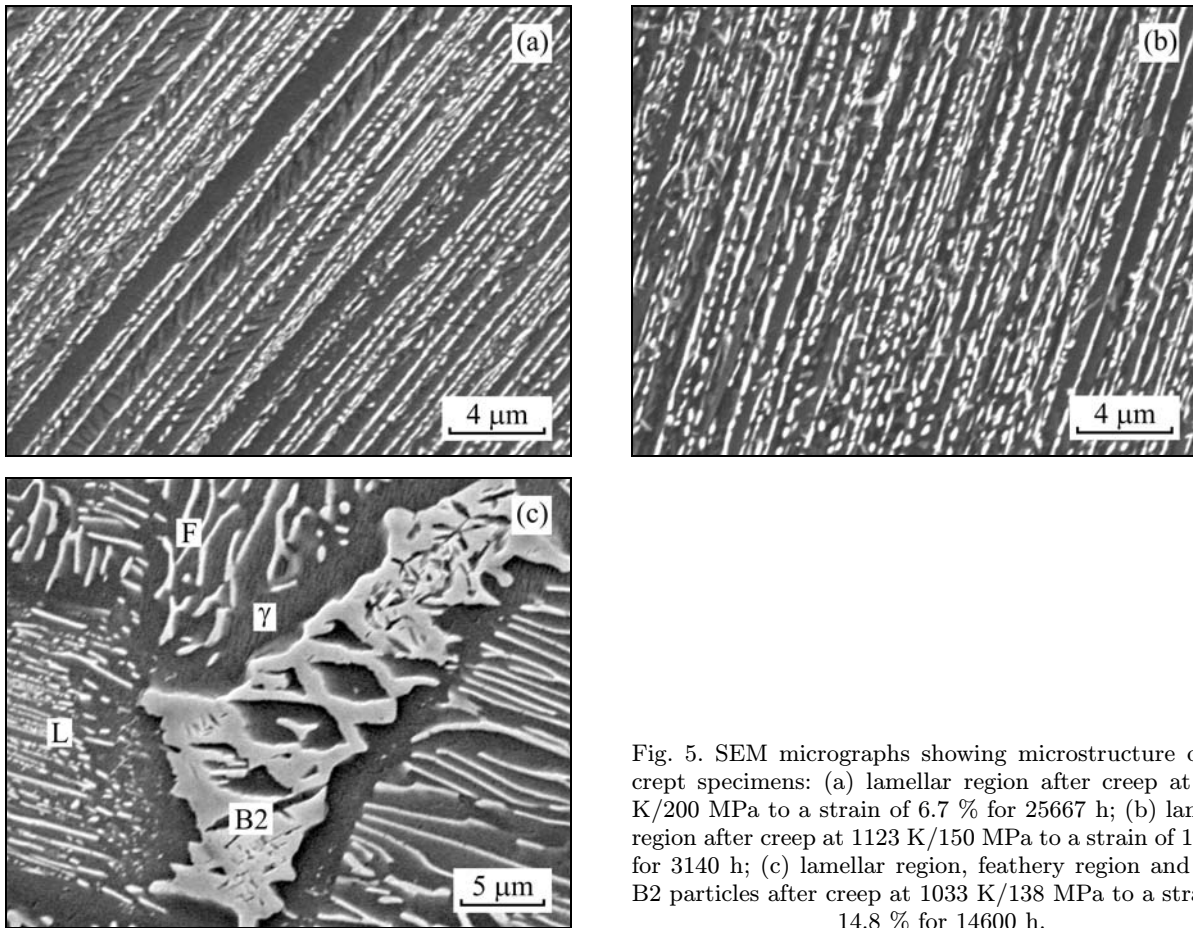 (a)
4 μm
(b)
4 μm
(c)
F
γ
L
B2
5 μm
Fig. 5. SEM micrographs showing microstructure
crept specimens: (a) lamellar region after creep at
K/200 MPa to a strain of 6.7 % for 25667 h; (b)
region after creep at 1123 K/150 MPa to a strain of
for 3140 h; (c) lamellar region, feathery region and
B2 particles after creep at 1033 K/138 MPa to a
14.8 % for 14600 h.